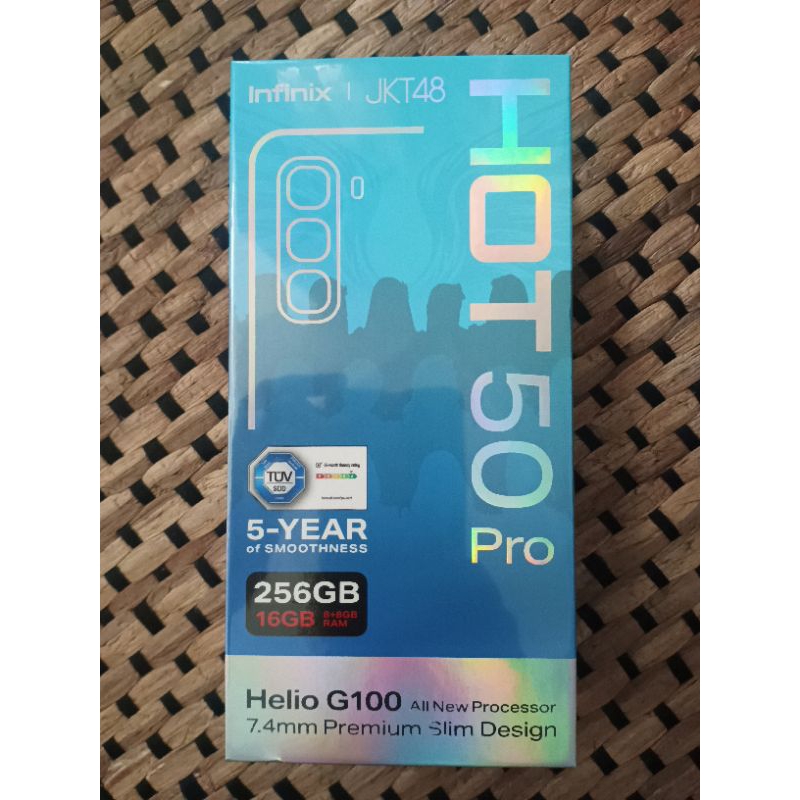 Infinix | JKT48
HOT 50 Pro
TÜV
SÜD
5-YEAR
of SMOOTHNESS
256GB
16GB 8+8GB
RAM
Helio G100 All New Processor
7.4mm Premium Slim Design